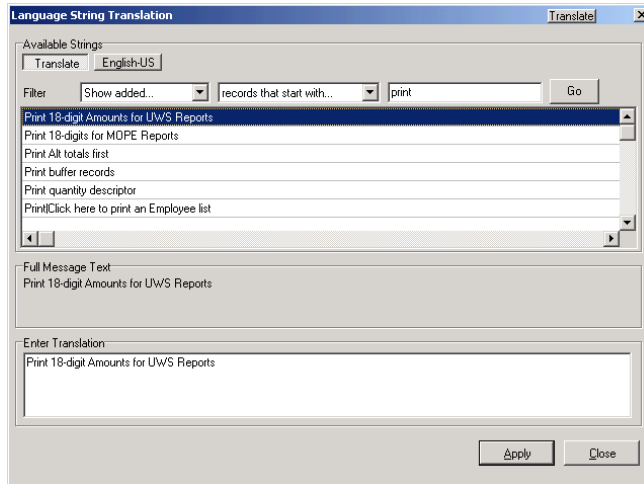 Language String Translation Translate
Available Strings
Translate English-US
Filter Show added... records that start with... print Go
Print 18-digit Amounts for UWS Reports
Print 18-digits for MOPE Reports
Print Alt totals first
Print buffer records
Print quantity descriptor
Print|Click here to print an Employee list
Full Message Text
Print 18-digit Amounts for UWS Reports
Enter Translation
Print 18-digit Amounts for UWS Reports
Apply Close